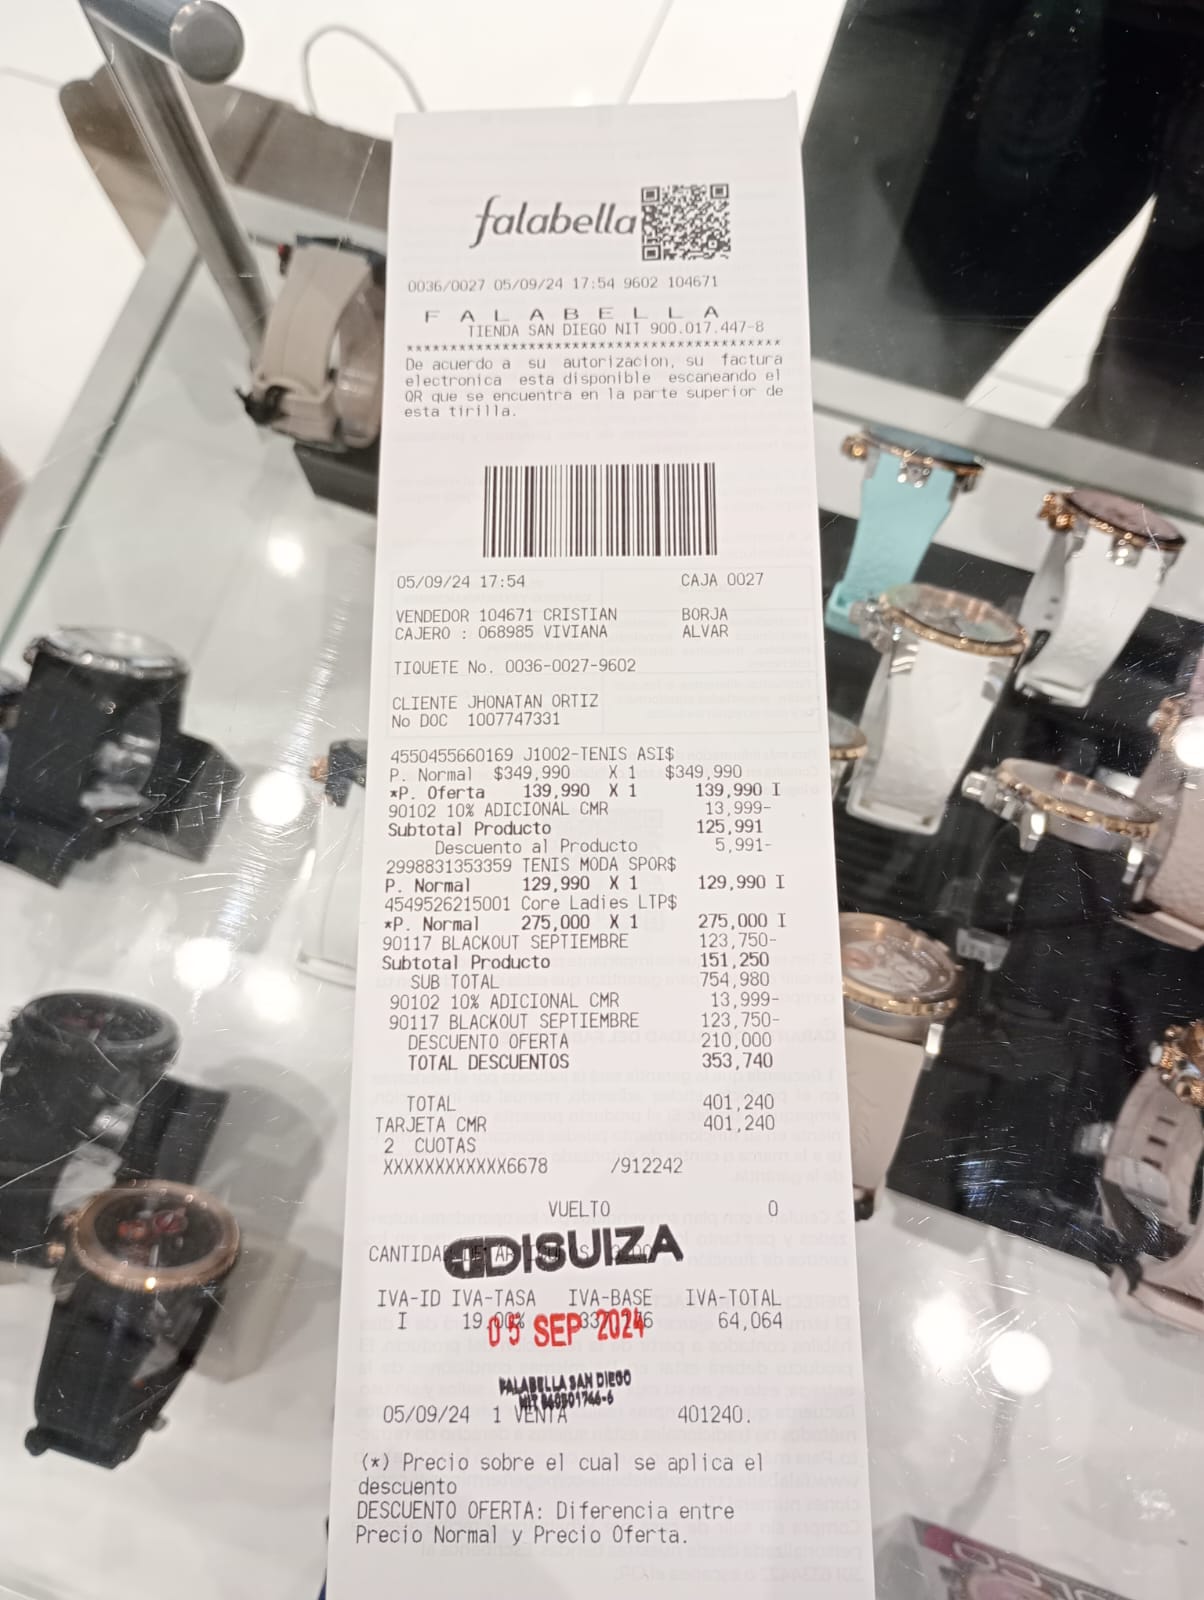 falabella
0036/0027 05/09/24 17:54 9602 104671
F A L A B E L L A
TIENDA SAN DIEGO NIT 900.017.447-8
******************************************
De acuerdo a su autorizacion, su factura
electronica esta disponible escaneando el
QR que se encuentra en la parte superior de
esta tirilla.
05/09/24 17:54 CAJA 0027
VENDEDOR 104671 CRISTIAN BORJA
CAJERO : 068985 VIVIANA ALVAR
TIQUETE No. 0036-0027-9602
CLIENTE JHONATAN ORTIZ
No DOC 1007747331
4550455660169 J1002-TENIS ASI$
P. Normal $349,990 X 1 $349,990
*P. Oferta 139,990 X 1 139,990 I
90102 10% ADICIONAL CMR 13,999-
Subtotal Producto 125,991
Descuento al Producto 5,991-
2998831353359 TENIS MODA SPOR$
P. Normal 129,990 X 1 129,990 I
4549526215001 Core Ladies LTP$
*P. Normal 275,000 X 1 275,000 I
90117 BLACKOUT SEPTIEMBRE 123,750-
Subtotal Producto 151,250
SUB TOTAL 754,980
90102 10% ADICIONAL CMR 13,999-
90117 BLACKOUT SEPTIEMBRE 123,750-
DESCUENTO OFERTA 210,000
TOTAL DESCUENTOS 353,740
TOTAL 401,240
TARJETA CMR 401,240
2 CUOTAS
XXXXXXXXXXXX6678 /912242
VUELTO 0
DISUIZA
IVA-ID IVA-TASA IVA-BASE IVA-TOTAL
I 19.00% 64,064
05 SEP 2024
FALABELLA SAN DIEGO
05/09/24 1 VENTA 401240.
(*) Precio sobre el cual se aplica el
descuento
DESCUENTO OFERTA: Diferencia entre
Precio Normal y Precio Oferta.